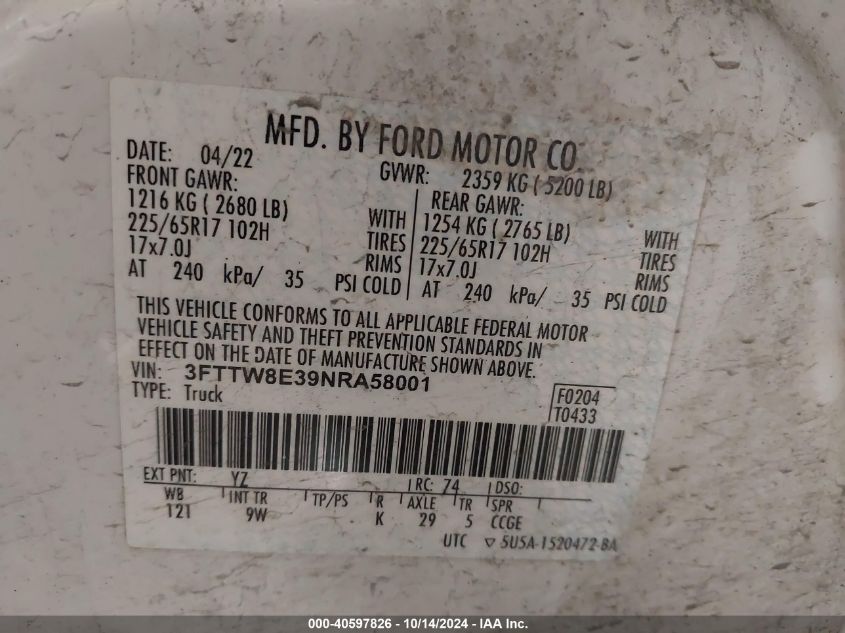 MFD. BY FORD MOTOR CO.
DATE: 04/22 GVWR: 2359 KG ( 5200 LB)
FRONT GAWR: REAR GAWR:
1216 KG ( 2680 LB) WITH 1254 KG ( 2765 LB) WITH
225/65R17 102H TIRES 225/65R17 102H TIRES
17x7.0J RIMS 17x7.0J RIMS
AT 240 kPa/ 35 PSI COLD AT 240 kPa/ 35 PSI COLD
THIS VEHICLE CONFORMS TO ALL APPLICABLE FEDERAL MOTOR
VEHICLE SAFETY AND THEFT PREVENTION STANDARDS IN
EFFECT ON THE DATE OF MANUFACTURE SHOWN ABOVE.
VIN: 3FTTW8E39NRA58001
TYPE: Truck F0204
T0433
EXT PNT: YZ RC: 74 DSO:
WB INT TR TP/PS R AXLE TR SPR
121 9W K 29 5 CCGE
UTC ▽ 5U5A-1520472-BA
000-40597826 - 10/14/2024 - IAA Inc.